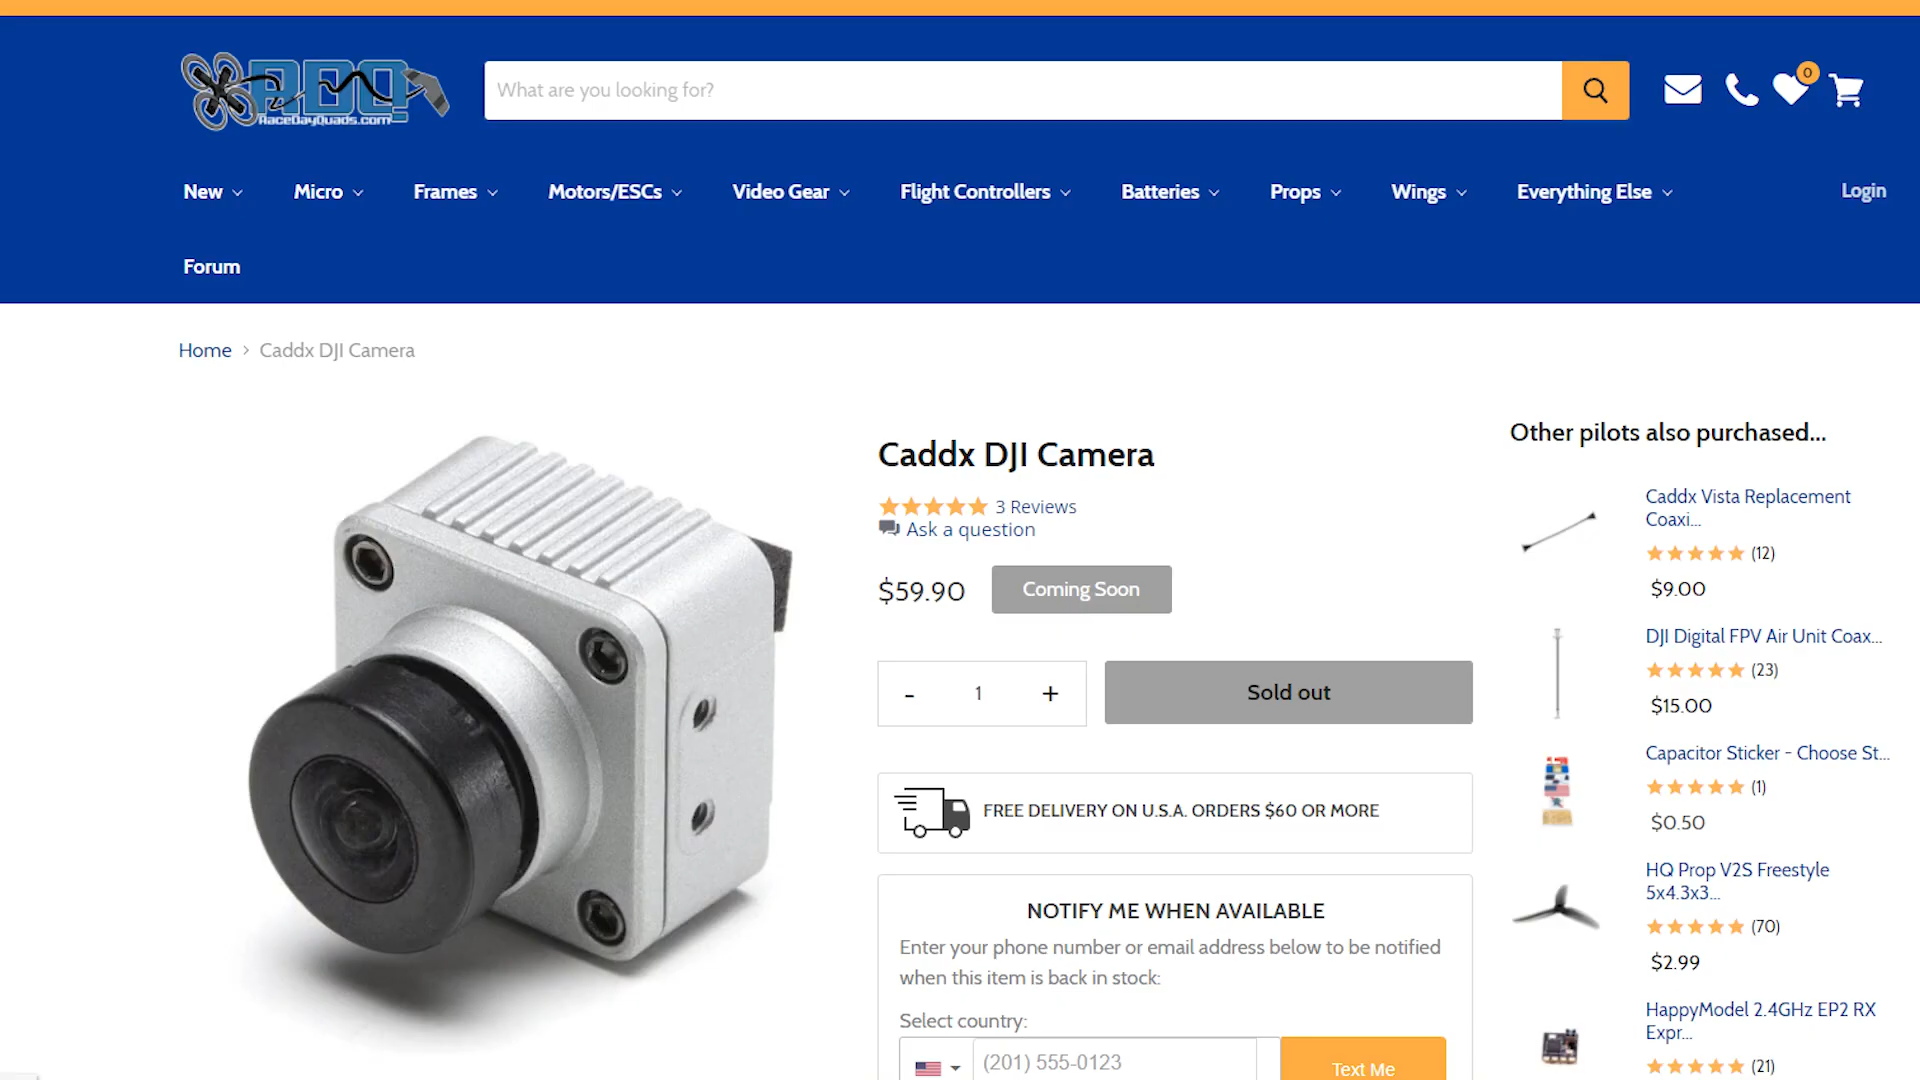 RDQ
RaceDayQuads.com
What are you looking for?
0
New
Micro
Frames
Motors/ESCs
Video Gear
Flight Controllers
Batteries
Props
Wings
Everything Else
Login
Forum
Home > Caddx DJI Camera
Caddx DJI Camera
3 Reviews
Ask a question
$59.90
Coming Soon
- 1 +
Sold out
FREE DELIVERY ON U.S.A. ORDERS $60 OR MORE
NOTIFY ME WHEN AVAILABLE
Enter your phone number or email address below to be notified
when this item is back in stock:
Select country:
(201) 555-0123
Text Me
Other pilots also purchased...
Caddx Vista Replacement
Coaxi...
(12)
$9.00
DJI Digital FPV Air Unit Coax...
(23)
$15.00
Capacitor Sticker - Choose St...
(1)
$0.50
HQ Prop V2S Freestyle
5x4.3x3...
(70)
$2.99
HappyModel 2.4GHz EP2 RX
Expr...
(21)